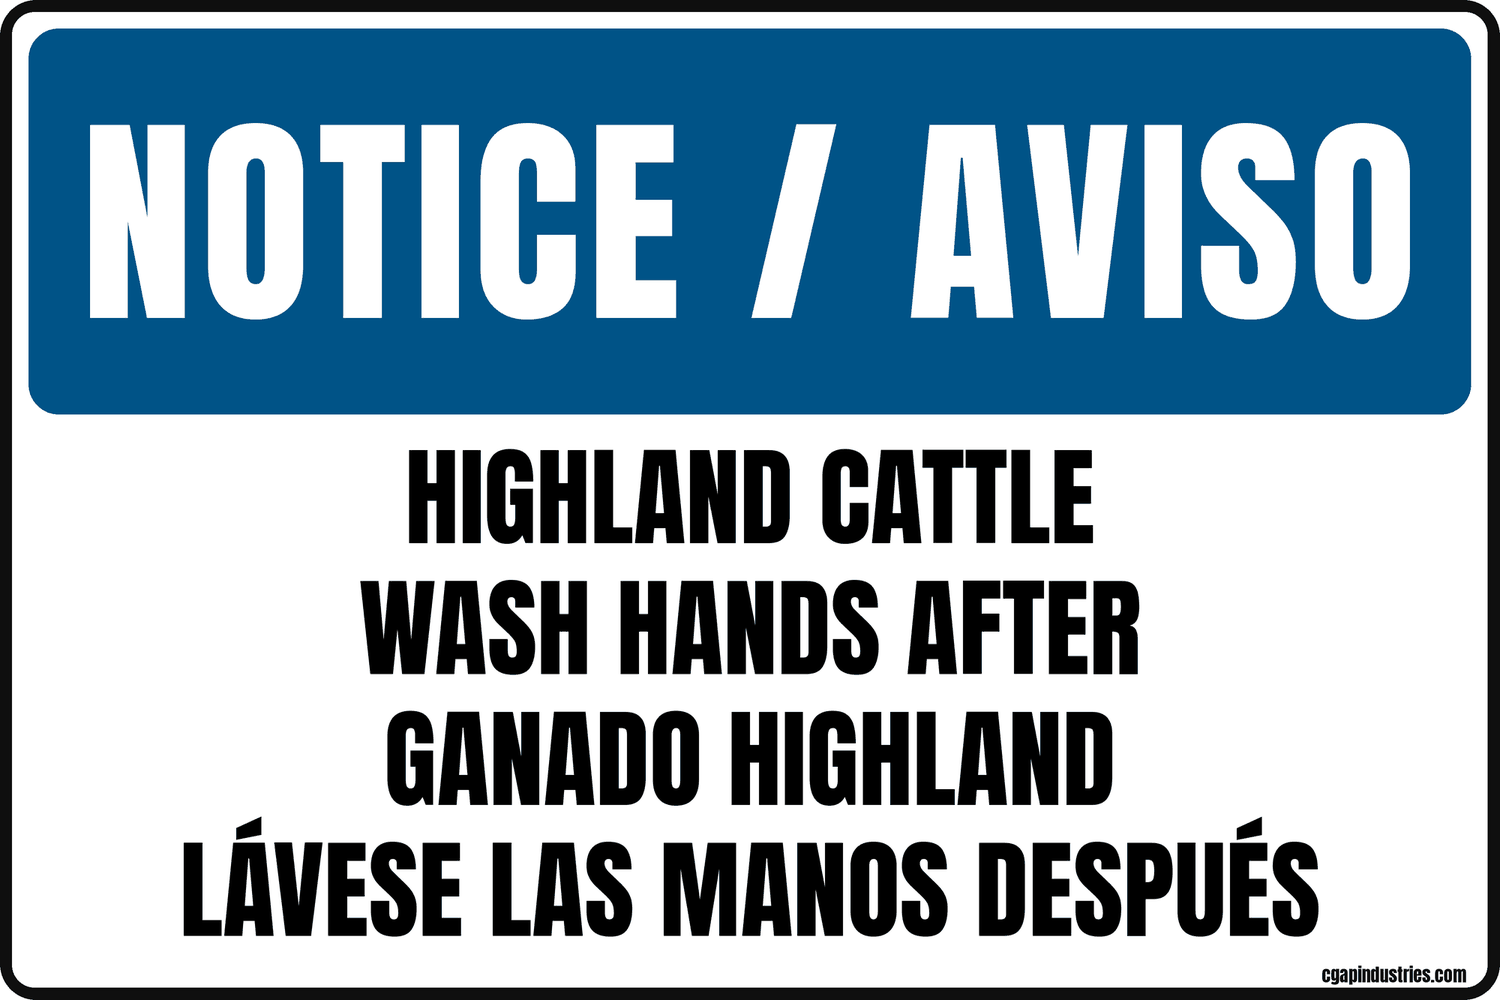 NOTICE / AVISO
HIGHLAND CATTLE
WASH HANDS AFTER
GANADO HIGHLAND
LÁVESE LAS MANOS DESPUÉS
cgapindustries.com